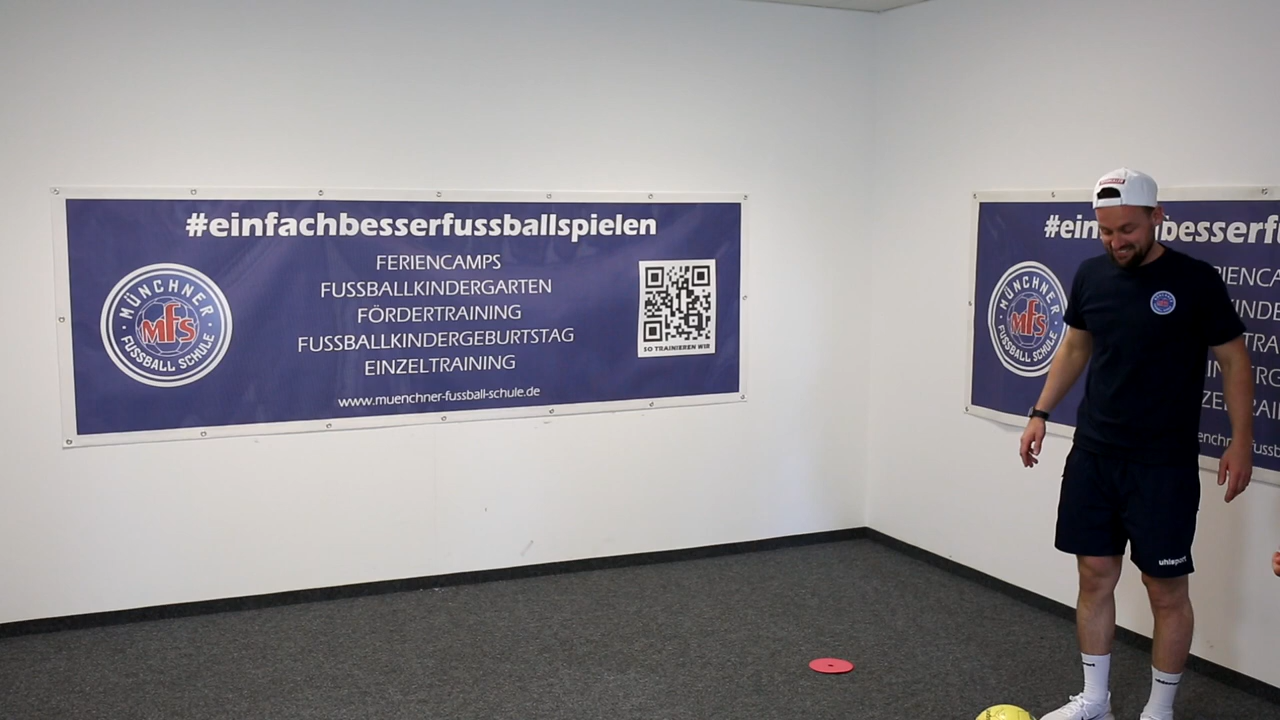 #einfachbesserfussballspielen
FERIENCAMPS
FUSSBALLKINDERGARTEN
FÖRDERTRAINING
FUSSBALLKINDERGEBURTSTAG
EINZELTRAINING
www.muenchner-fussball-schule.de
MÜNCHNER
MFS
FUSSBALL SCHULE
SO TRAINIEREN WIR
MÜNCHNER
MFS
FUSSBALL SCHULE
uhlsport